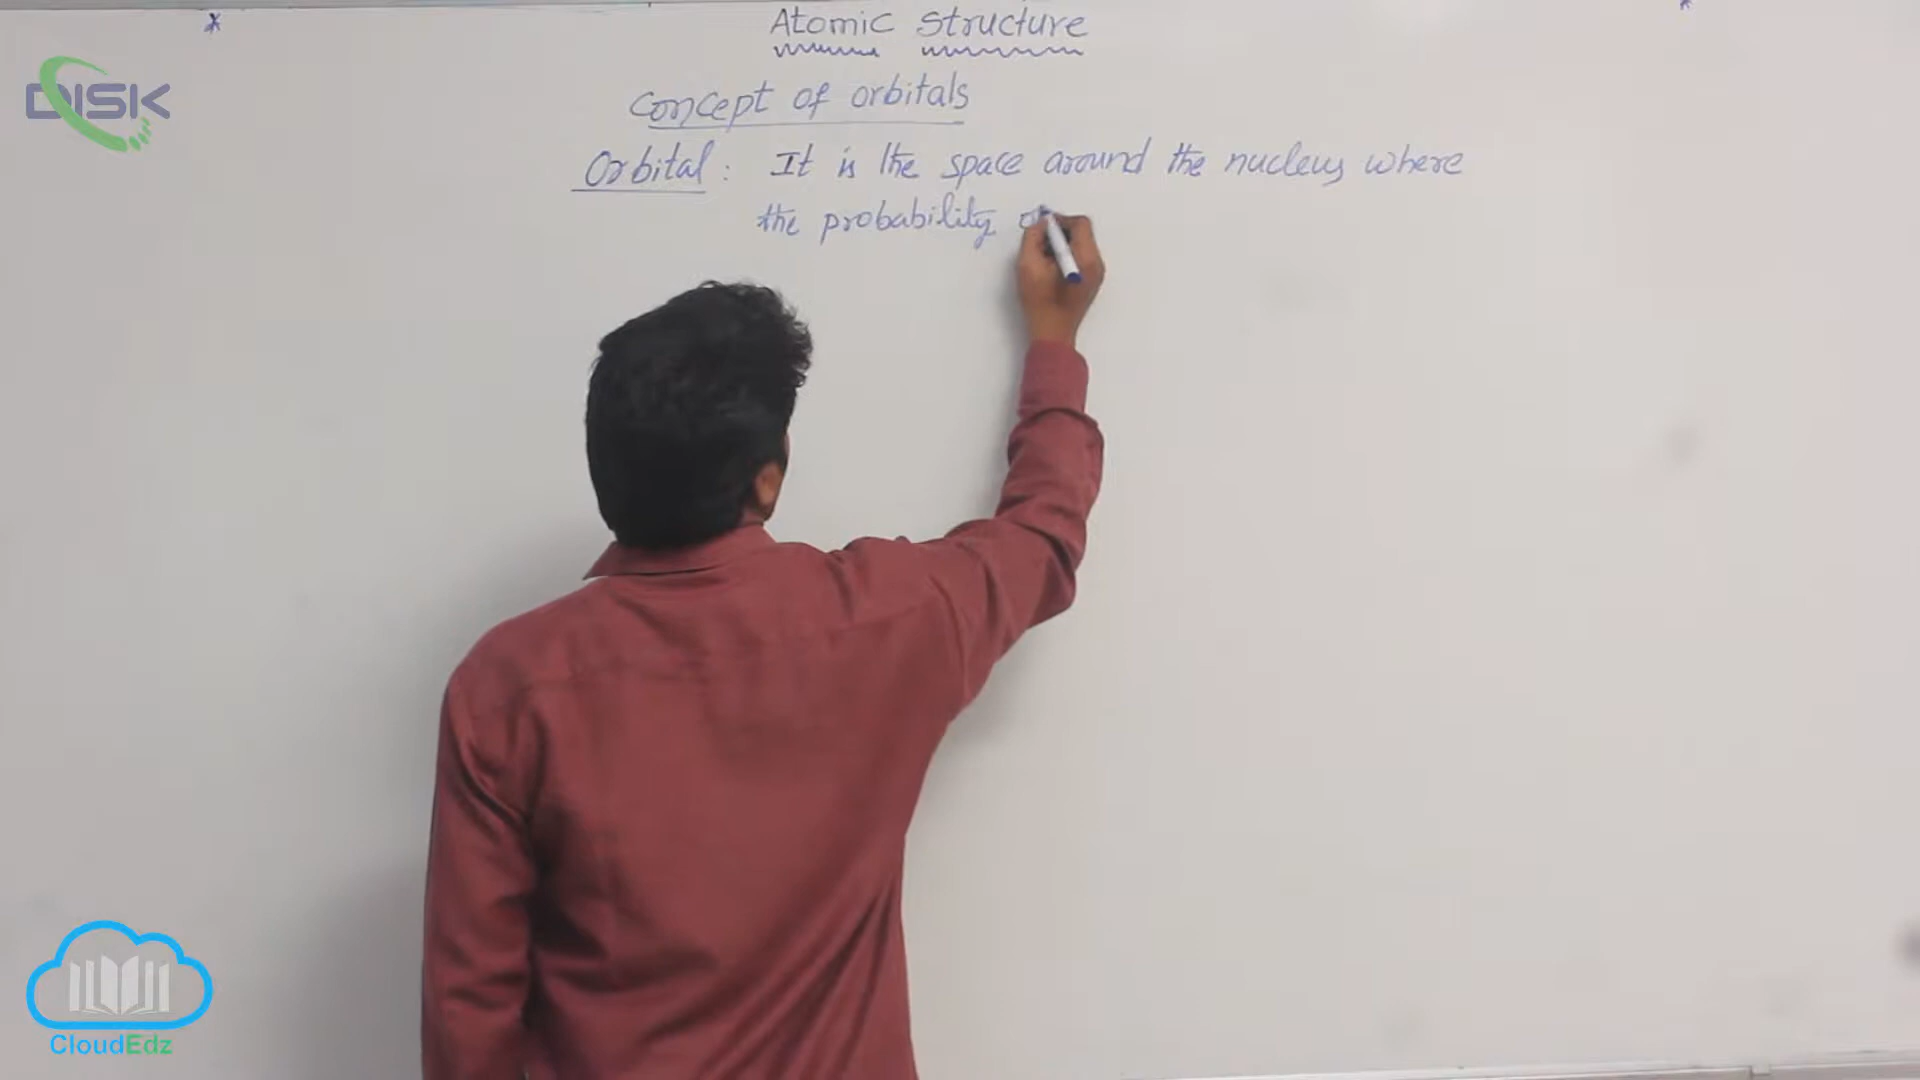 Atomic Structure
DISK
Concept of orbitals
Orbital : It is the space around the nucleus where
the probability
CloudEdz